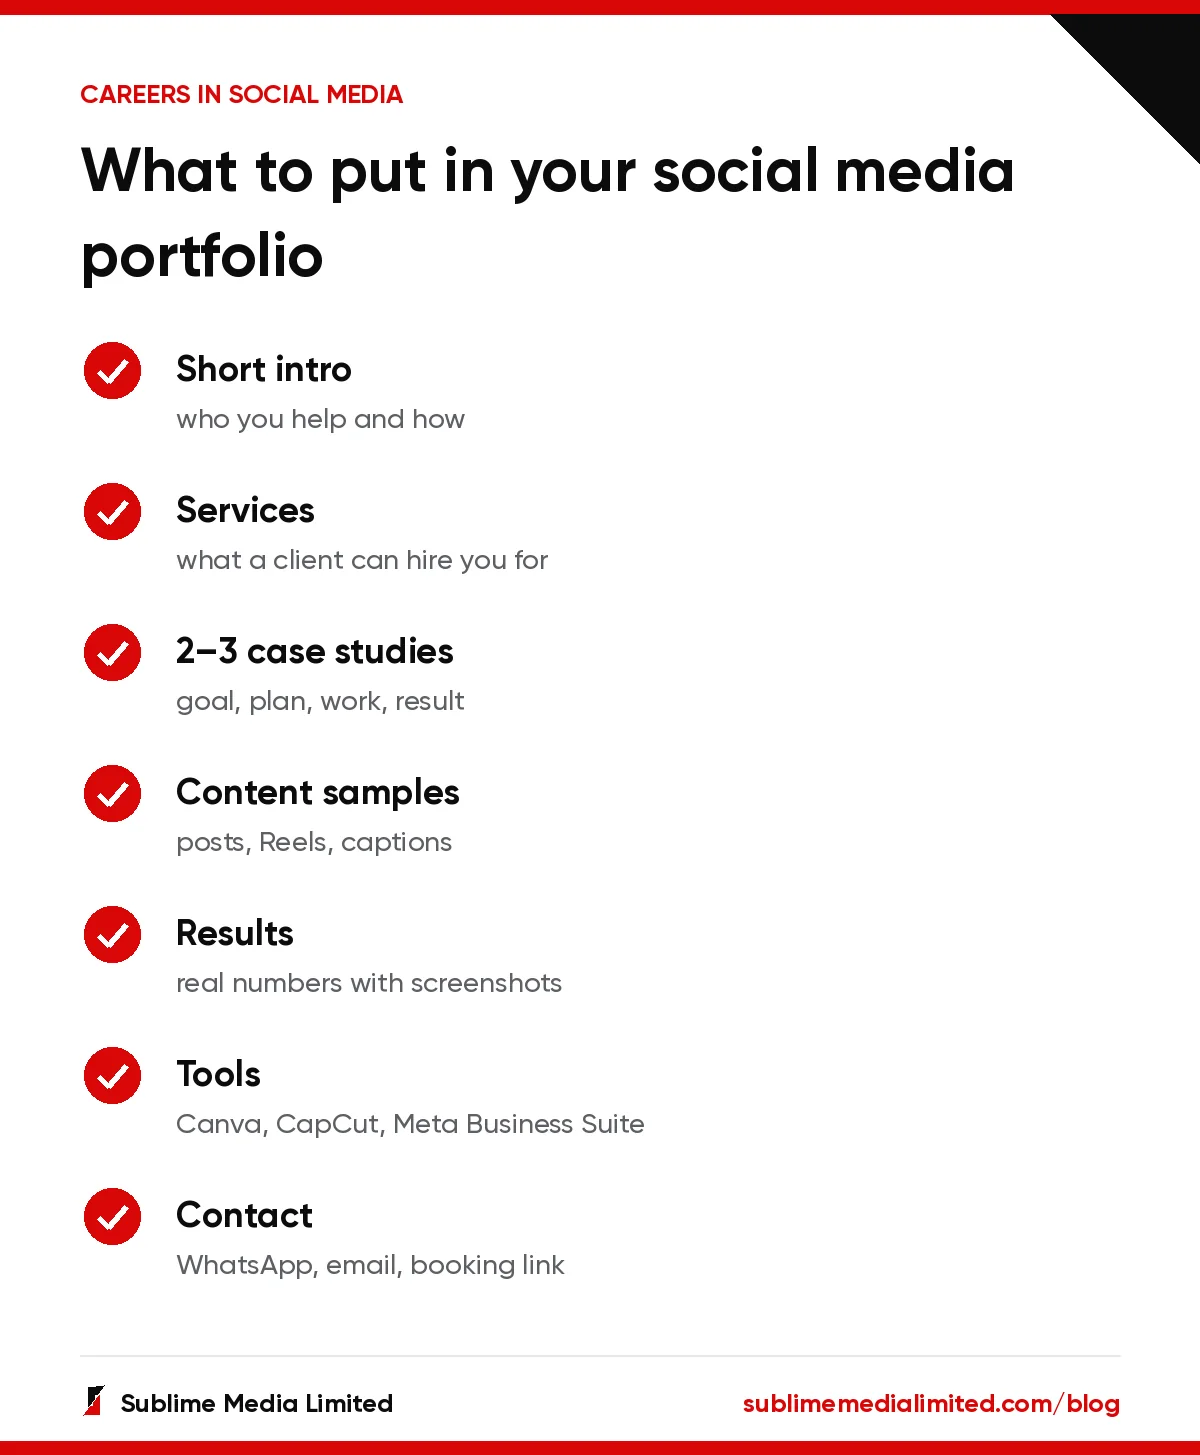 CAREERS IN SOCIAL MEDIA
What to put in your social media
portfolio
Short intro
who you help and how
Services
what a client can hire you for
2–3 case studies
goal, plan, work, result
Content samples
posts, Reels, captions
Results
real numbers with screenshots
Tools
Canva, CapCut, Meta Business Suite
Contact
WhatsApp, email, booking link
Sublime Media Limited
sublimemedialimited.com/blog